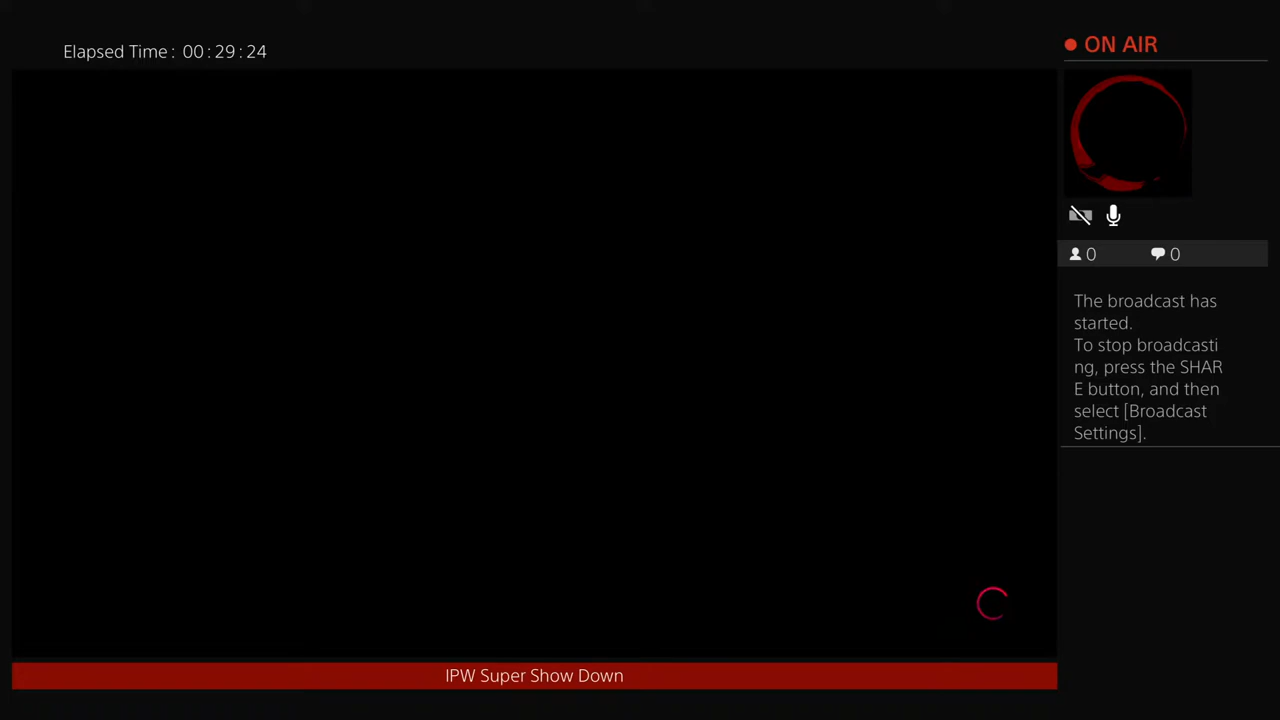 Elapsed Time : 00 : 29 : 24
ON AIR
0 0
The broadcast has
started.
To stop broadcasti
ng, press the SHAR
E button, and then
select [Broadcast
Settings].
IPW Super Show Down